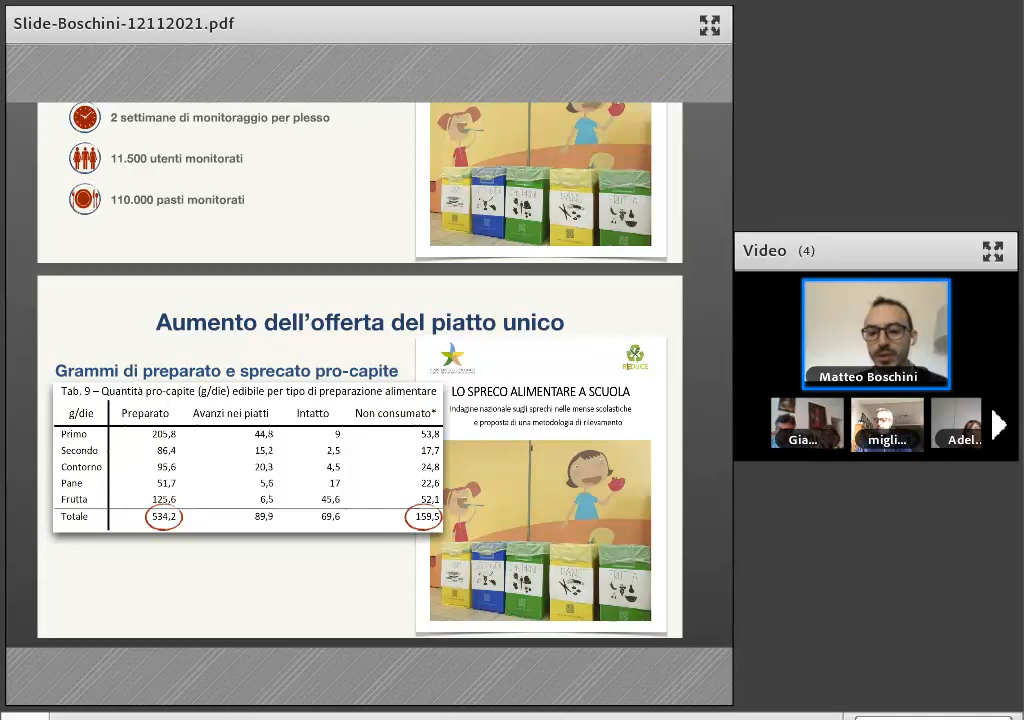 Slide-Boschini-12112021.pdf
2 settimane di monitoraggio per plesso
11.500 utenti monitorati
110.000 pasti monitorati
Aumento dell'offerta del piatto unico
Grammi di preparato e sprecato pro-capite
Tab. 9 – Quantità pro-capite (g/die) edibile per tipo di preparazione alimentare
g/die Preparato Avanzi nei piatti Intatto Non consumato*
Primo 205,8 44,8 9 53,8
Secondo 86,4 15,2 2,5 17,7
Contorno 95,6 20,3 4,5 24,8
Pane 51,7 5,6 17 22,6
Frutta 125,6 6,5 45,6 52,1
Totale 534,2 89,9 69,6 159,5
REDUCE
LO SPRECO ALIMENTARE A SCUOLA
Indagine nazionale sugli sprechi nelle mense scolastiche
e proposta di una metodologia di rilevamento
PANE
FRUTTA
Video (4)
Matteo Boschini
Gia...
migli...
Adel...